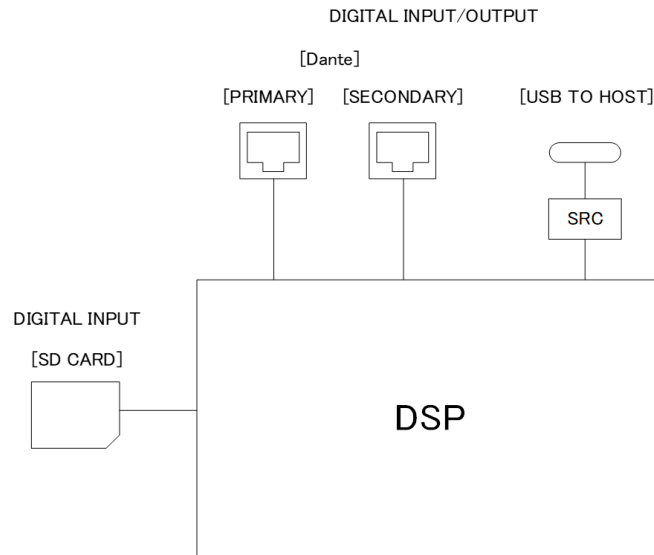 DIGITAL INPUT/OUTPUT
[Dante]
[PRIMARY] [SECONDARY] [USB TO HOST]
SRC
DIGITAL INPUT
[SD CARD]
DSP